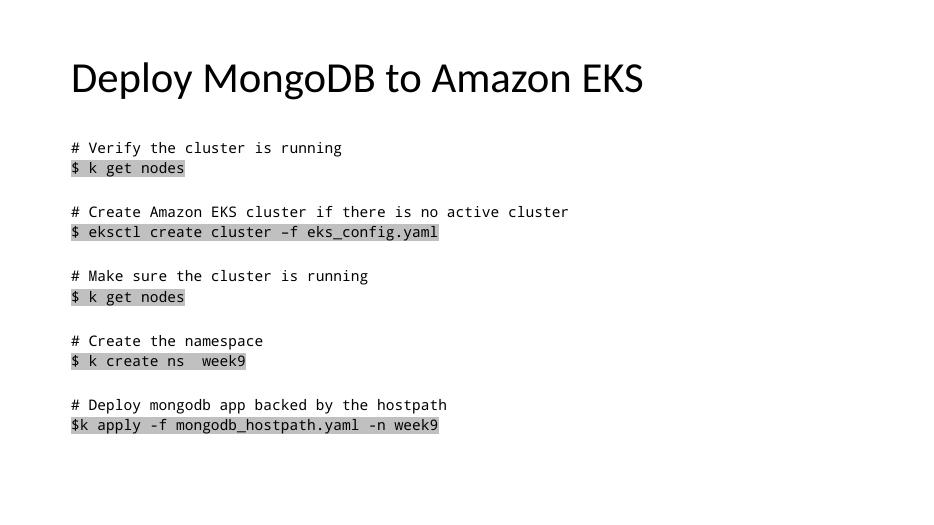 Deploy MongoDB to Amazon EKS
# Verify the cluster is running
$ k get nodes
# Create Amazon EKS cluster if there is no active cluster
$ eksctl create cluster –f eks_config.yaml
# Make sure the cluster is running
$ k get nodes
# Create the namespace
$ k create ns  week9
# Deploy mongodb app backed by the hostpath
$k apply -f mongodb_hostpath.yaml -n week9